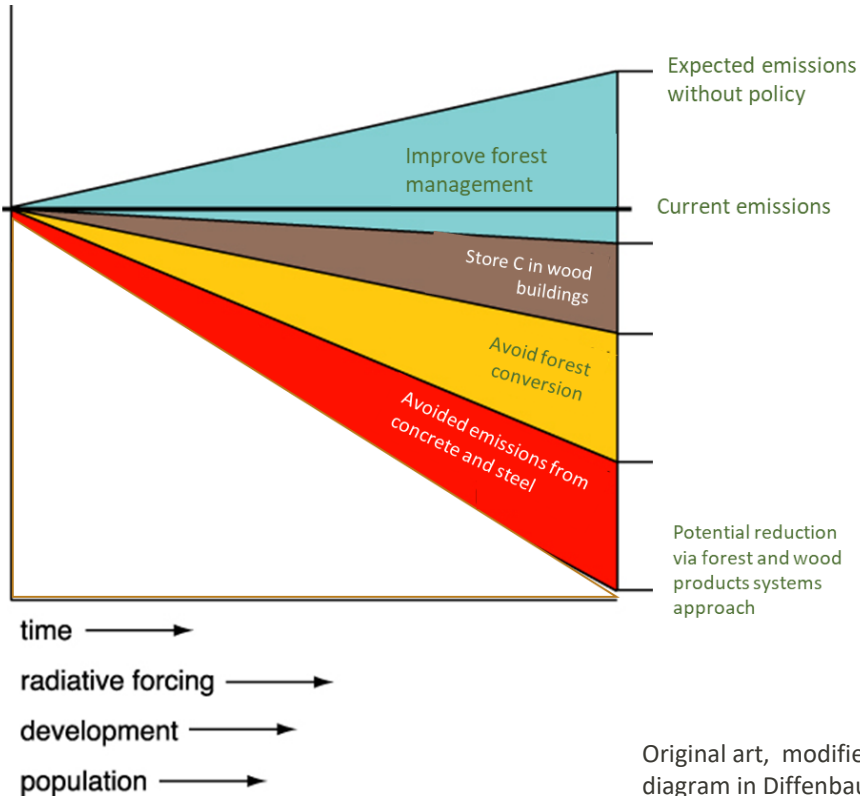 Expected emissions
without policy
Improve forest
management
Current emissions
Store C in wood
buildings
Avoid forest
conversion
Avoided emissions from
concrete and steel
Potential reduction
via forest and wood
products systems
approach
time
radiative forcing
development
population
Original art, modifie
diagram in Diffenbau